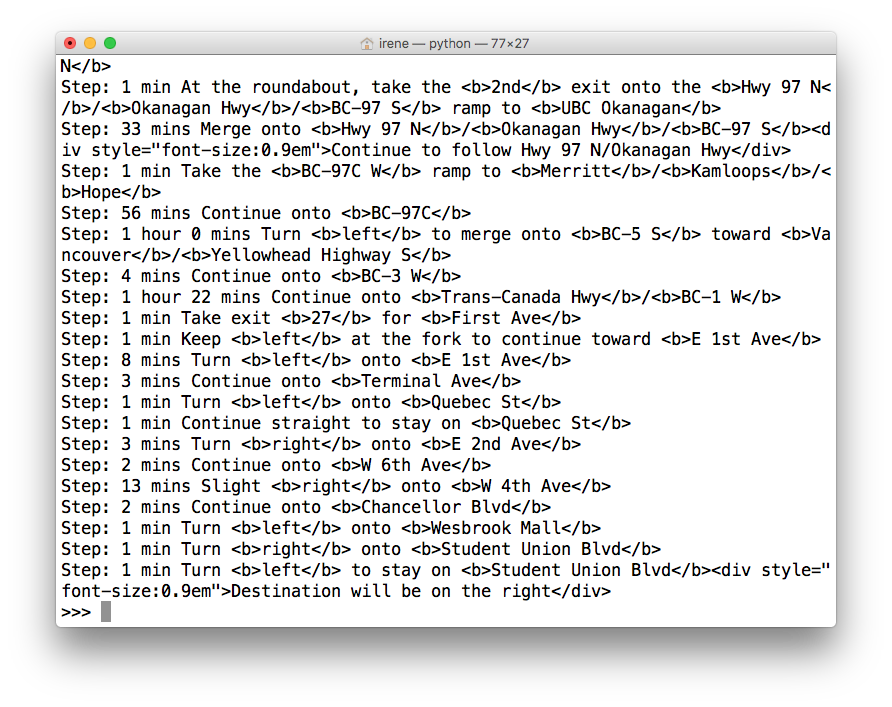 irene — python — 77×27
N</b>
Step: 1 min At the roundabout, take the <b>2nd</b> exit onto the <b>Hwy 97 N<
/b>/<b>Okanagan Hwy</b>/<b>BC-97 S</b> ramp to <b>UBC Okanagan</b>
Step: 33 mins Merge onto <b>Hwy 97 N</b>/<b>Okanagan Hwy</b>/<b>BC-97 S</b><d
iv style="font-size:0.9em">Continue to follow Hwy 97 N/Okanagan Hwy</div>
Step: 1 min Take the <b>BC-97C W</b> ramp to <b>Merritt</b>/<b>Kamloops</b>/<
b>Hope</b>
Step: 56 mins Continue onto <b>BC-97C</b>
Step: 1 hour 0 mins Turn <b>left</b> to merge onto <b>BC-5 S</b> toward <b>Va
ncouver</b>/<b>Yellowhead Highway S</b>
Step: 4 mins Continue onto <b>BC-3 W</b>
Step: 1 hour 22 mins Continue onto <b>Trans-Canada Hwy</b>/<b>BC-1 W</b>
Step: 1 min Take exit <b>27</b> for <b>First Ave</b>
Step: 1 min Keep <b>left</b> at the fork to continue toward <b>E 1st Ave</b>
Step: 8 mins Turn <b>left</b> onto <b>E 1st Ave</b>
Step: 3 mins Continue onto <b>Terminal Ave</b>
Step: 1 min Turn <b>left</b> onto <b>Quebec St</b>
Step: 1 min Continue straight to stay on <b>Quebec St</b>
Step: 3 mins Turn <b>right</b> onto <b>E 2nd Ave</b>
Step: 2 mins Continue onto <b>W 6th Ave</b>
Step: 13 mins Slight <b>right</b> onto <b>W 4th Ave</b>
Step: 2 mins Continue onto <b>Chancellor Blvd</b>
Step: 1 min Turn <b>left</b> onto <b>Wesbrook Mall</b>
Step: 1 min Turn <b>right</b> onto <b>Student Union Blvd</b>
Step: 1 min Turn <b>left</b> to stay on <b>Student Union Blvd</b><div style="
font-size:0.9em">Destination will be on the right</div>
>>>